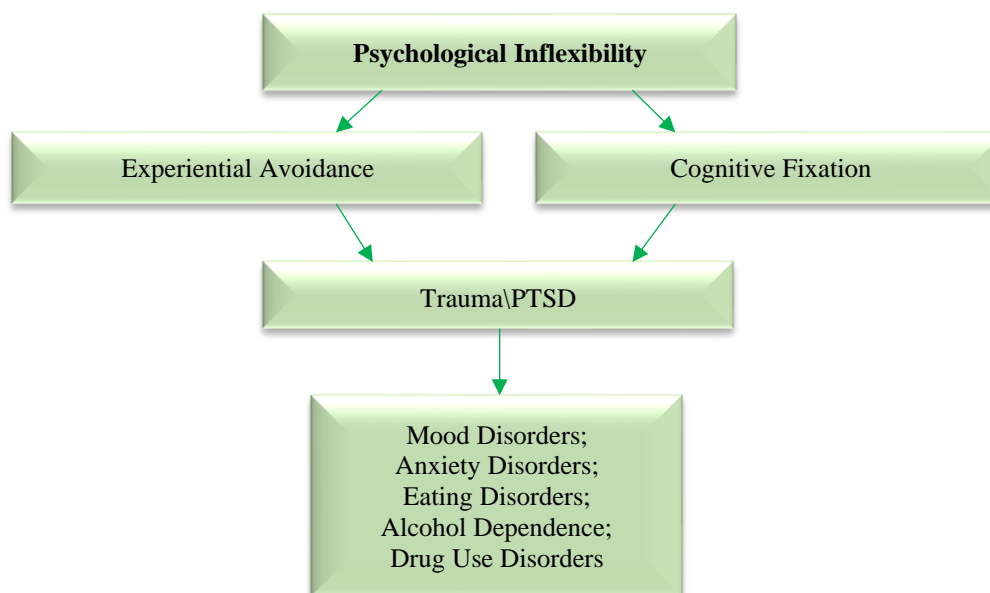 Psychological Inflexibility
Experiential Avoidance
Cognitive Fixation
Trauma\PTSD
Mood Disorders;
Anxiety Disorders;
Eating Disorders;
Alcohol Dependence;
Drug Use Disorders